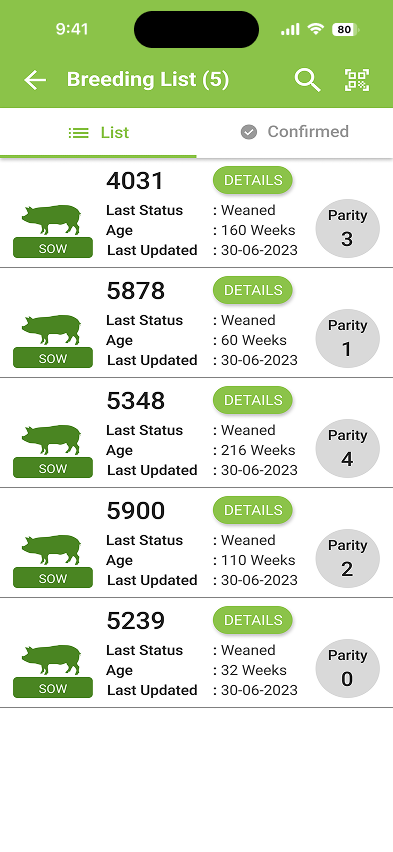 9:41
80
Breeding List (5)
List
Confirmed
4031
DETAILS
Last Status : Weaned
Age : 160 Weeks
Last Updated : 30-06-2023
SOW
Parity
3
5878
DETAILS
Last Status : Weaned
Age : 60 Weeks
Last Updated : 30-06-2023
SOW
Parity
1
5348
DETAILS
Last Status : Weaned
Age : 216 Weeks
Last Updated : 30-06-2023
SOW
Parity
4
5900
DETAILS
Last Status : Weaned
Age : 110 Weeks
Last Updated : 30-06-2023
SOW
Parity
2
5239
DETAILS
Last Status : Weaned
Age : 32 Weeks
Last Updated : 30-06-2023
SOW
Parity
0